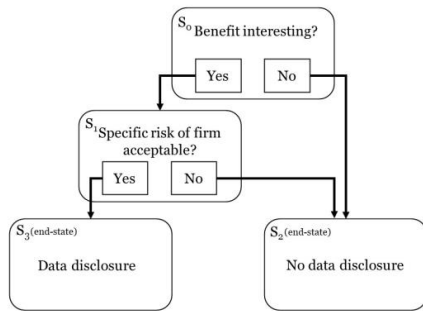 S0 Benefit interesting?
Yes No
S1 Specific risk of firm
acceptable?
Yes No
S3(end-state)
Data disclosure
S2(end-state)
No data disclosure